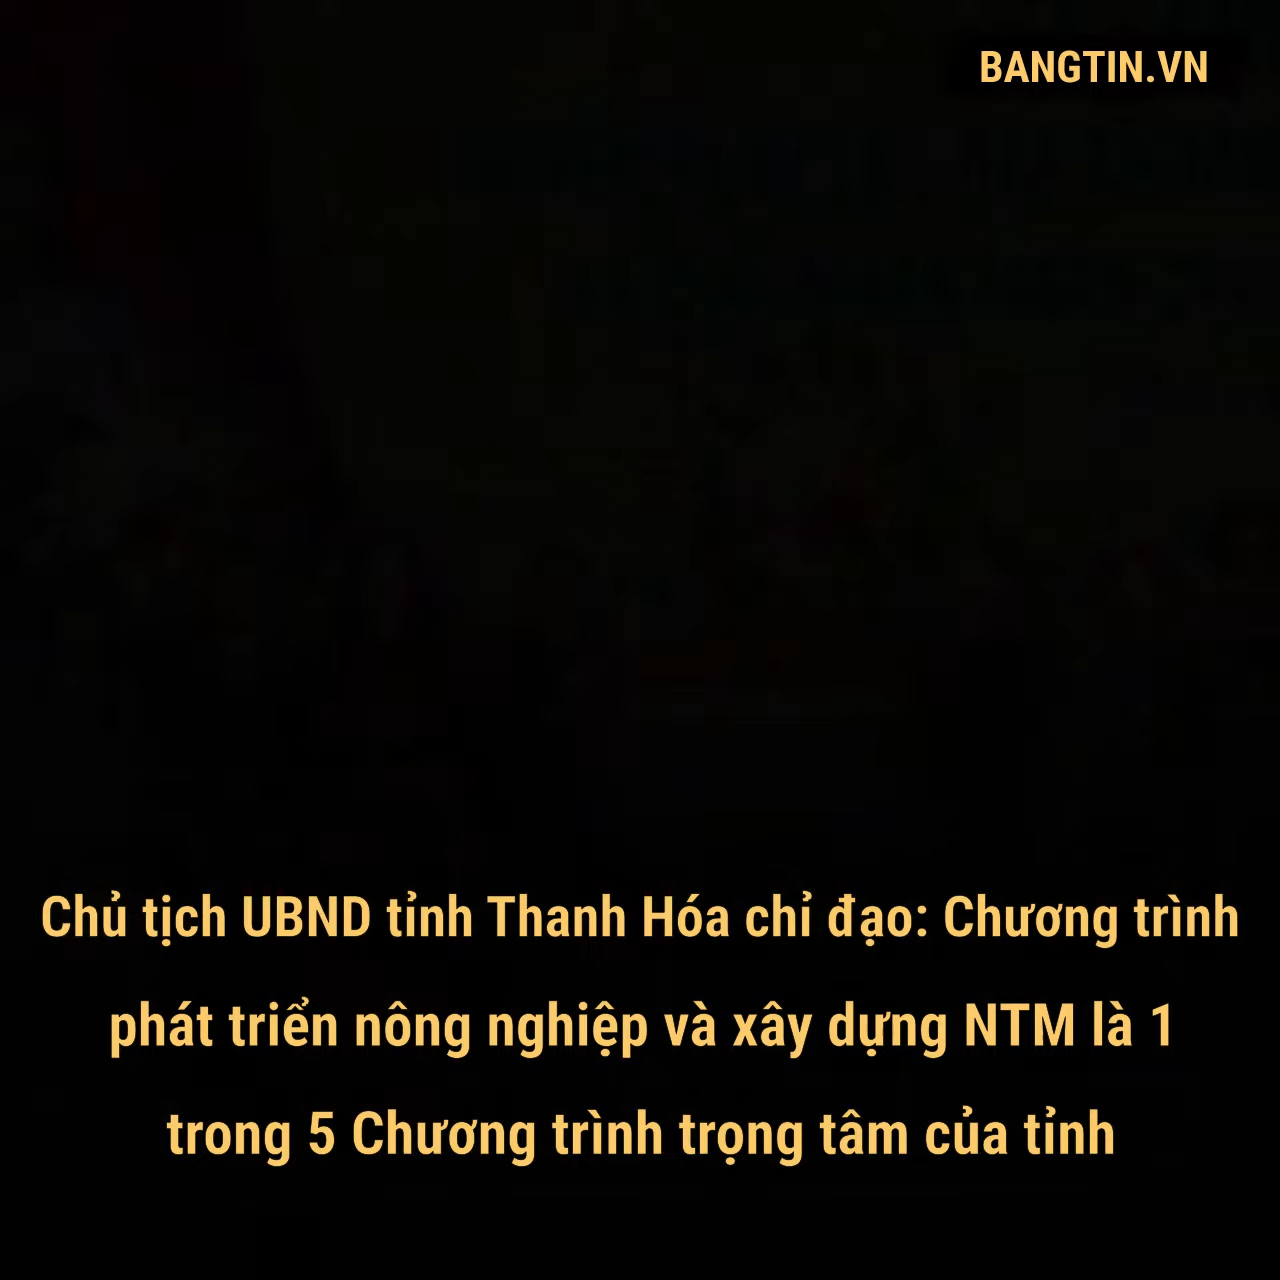 BANGTIN.VN
Chủ tịch UBND tỉnh Thanh Hóa chỉ đạo: Chương trình
phát triển nông nghiệp và xây dựng NTM là 1
trong 5 Chương trình trọng tâm của tỉnh